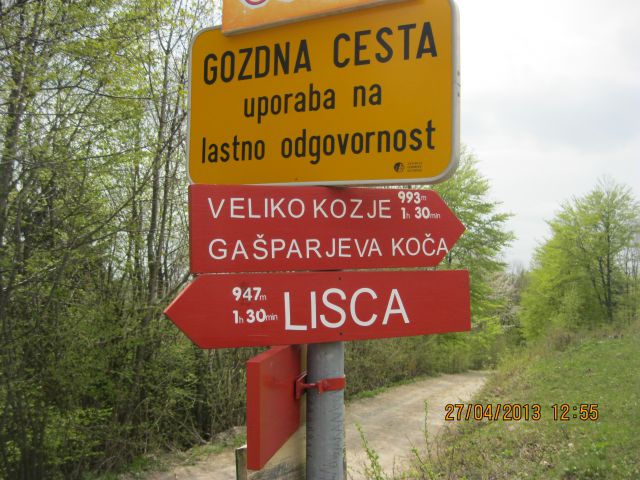 GOZDNA CESTA
uporaba na
lastno odgovornost
VELIKO KOZJE 993m
1h 30min
GAŠPARJEVA KOČA
947m
1h 30min LISCA
27/04/2013 12:55